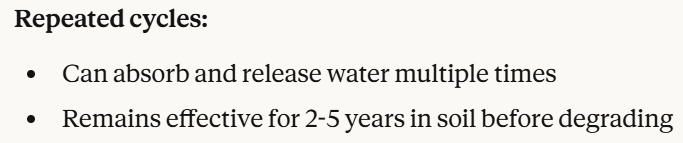 Repeated cycles:
• Can absorb and release water multiple times
• Remains effective for 2-5 years in soil before degrading